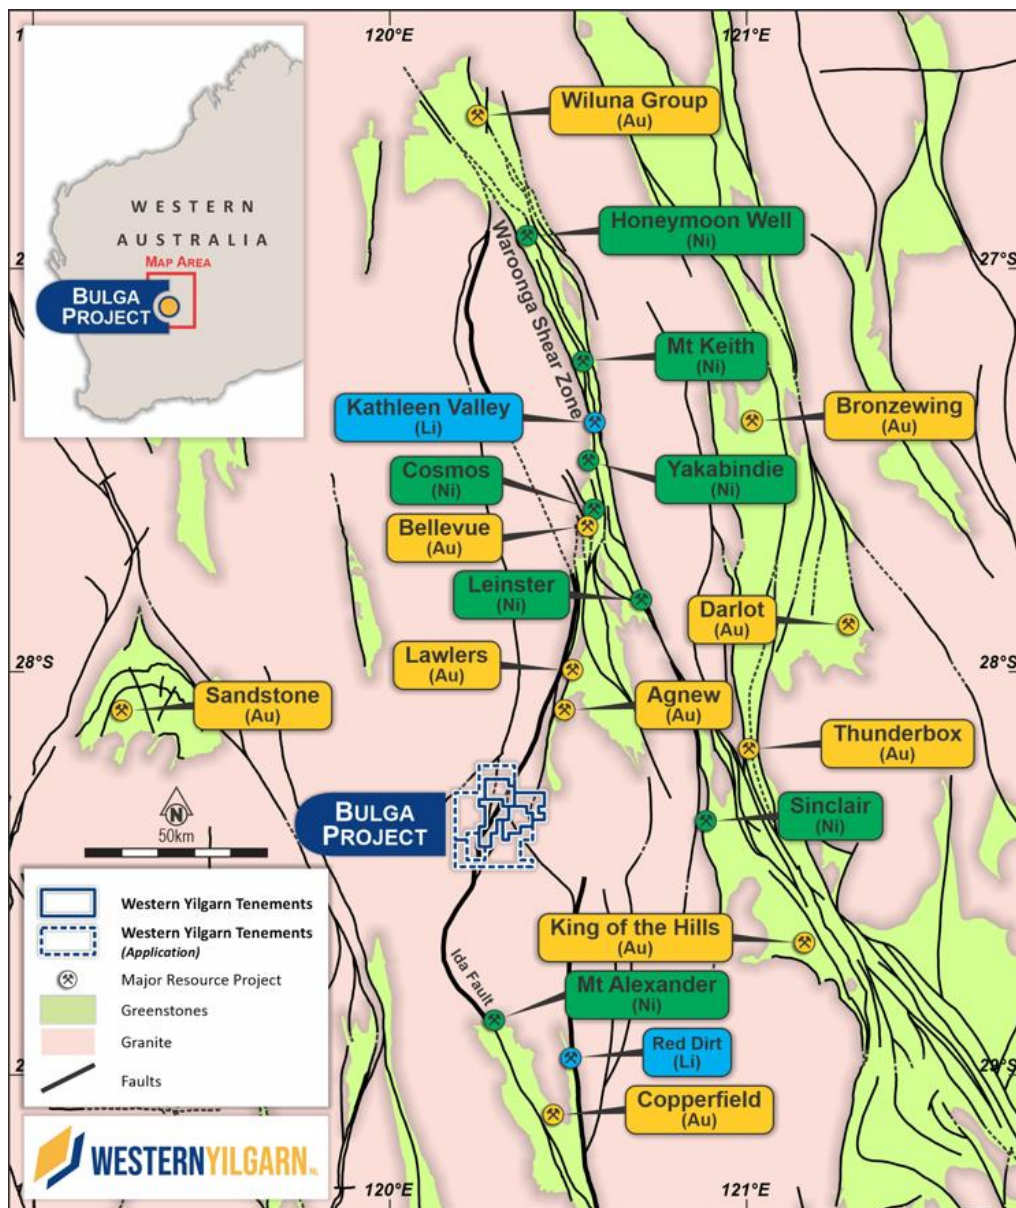 120°E
121°E
WESTERN
AUSTRALIA
MAP AREA
BULGA
PROJECT
Wiluna Group
(Au)
Honeymoon Well
(Ni)
27°S
Waroonga Shear Zone
Mt Keith
(Ni)
Kathleen Valley
(Li)
Bronzewing
(Au)
Cosmos
(Ni)
Yakabindie
(Ni)
Bellevue
(Au)
Leinster
(Ni)
Darlot
(Au)
28°S
28°S
Lawlers
(Au)
Sandstone
(Au)
Agnew
(Au)
Thunderbox
(Au)
N
50km
BULGA
PROJECT
Sinclair
(Ni)
Western Yilgarn Tenements
Western Yilgarn Tenements
(Application)
Major Resource Project
Greenstones
Granite
Faults
King of the Hills
(Au)
Ida Fault
Mt Alexander
(Ni)
Red Dirt
(Li)
29°S
Copperfield
(Au)
WESTERNYILGARN
120°E
121°E